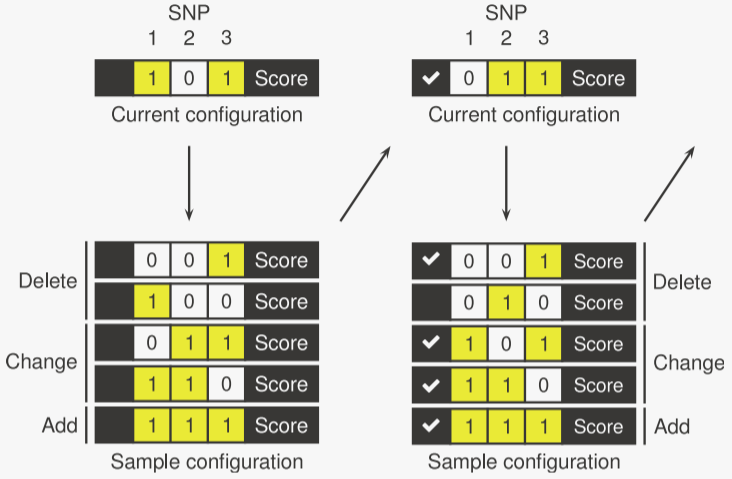 SNP
1 2 3
1 0 1 Score
Current configuration
Delete
0 0 1 Score
1 0 0 Score
Change
0 1 1 Score
1 1 0 Score
Add
1 1 1 Score
Sample configuration
SNP
1 2 3
✔ 0 1 1 Score
Current configuration
✔ 0 0 1 Score
0 1 0 Score
Delete
✔ 1 0 1 Score
✔ 1 1 0 Score
Change
✔ 1 1 1 Score
Add
Sample configuration